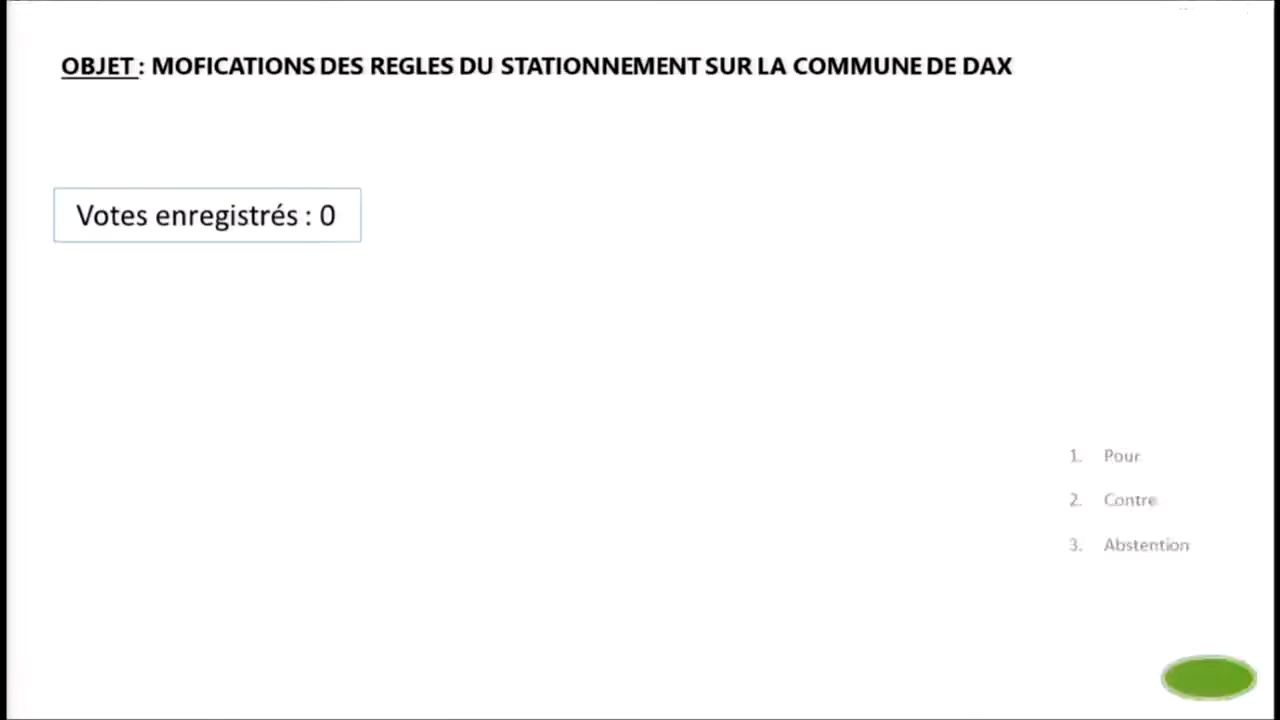 OBJET : MOFICATIONS DES REGLES DU STATIONNEMENT SUR LA COMMUNE DE DAX
Votes enregistrés : 0
1. Pour
2. Contre
3. Abstention